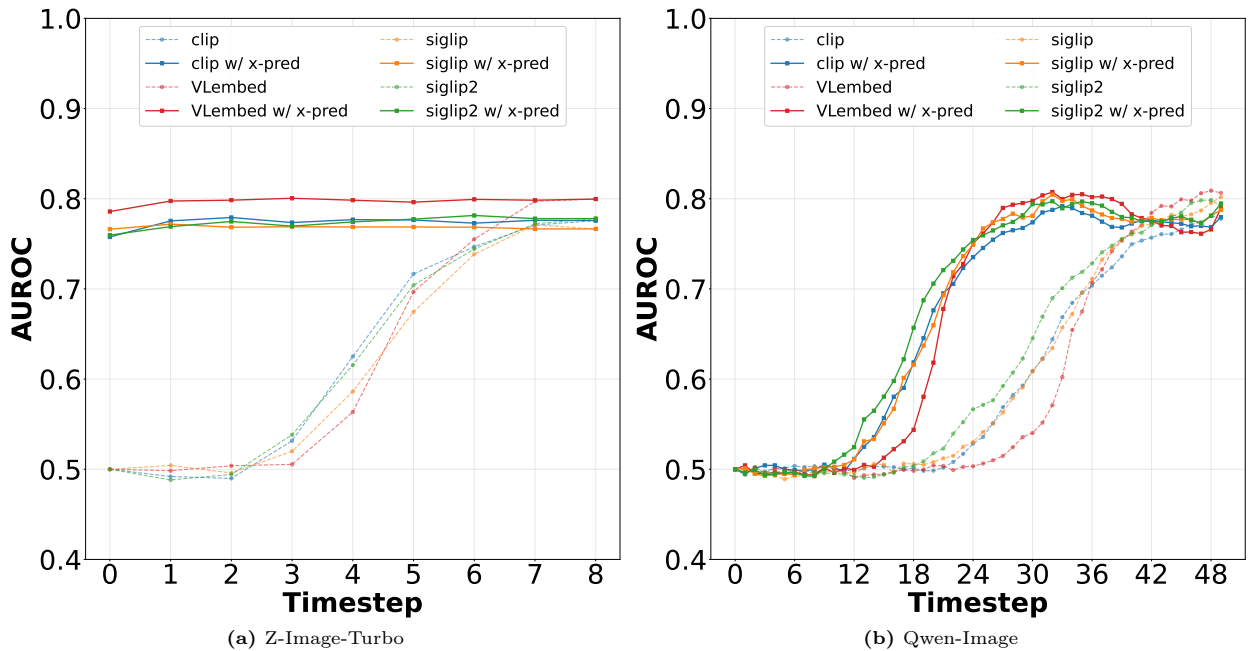 1.0
0.9
0.8
0.7
0.6
0.5
0.4
AUROC
clip
clip w/ x-pred
VLembed
VLembed w/ x-pred
siglip
siglip w/ x-pred
siglip2
siglip2 w/ x-pred
0 1 2 3 4 5 6 7 8
Timestep
(a) Z-Image-Turbo
1.0
0.9
0.8
0.7
0.6
0.5
0.4
AUROC
clip
clip w/ x-pred
VLembed
VLembed w/ x-pred
siglip
siglip w/ x-pred
siglip2
siglip2 w/ x-pred
0 6 12 18 24 30 36 42 48
Timestep
(b) Qwen-Image